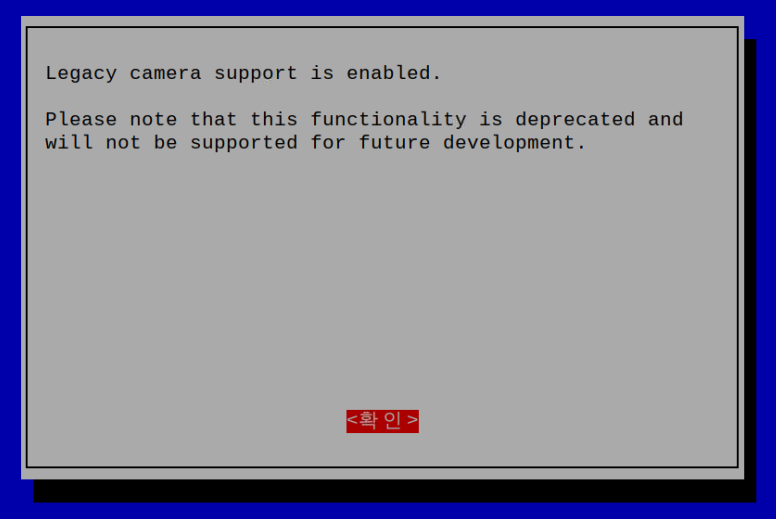 Legacy camera support is enabled.
Please note that this functionality is deprecated and
will not be supported for future development.
<확인>